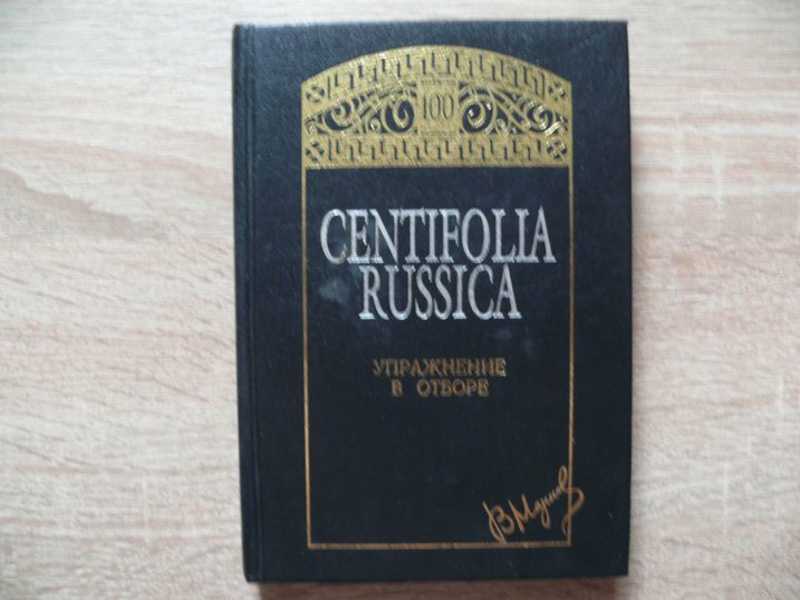 100
CENTIFOLIA
RUSSICA
УПРАЖНЕНИЕ
В ОТБОРЕ